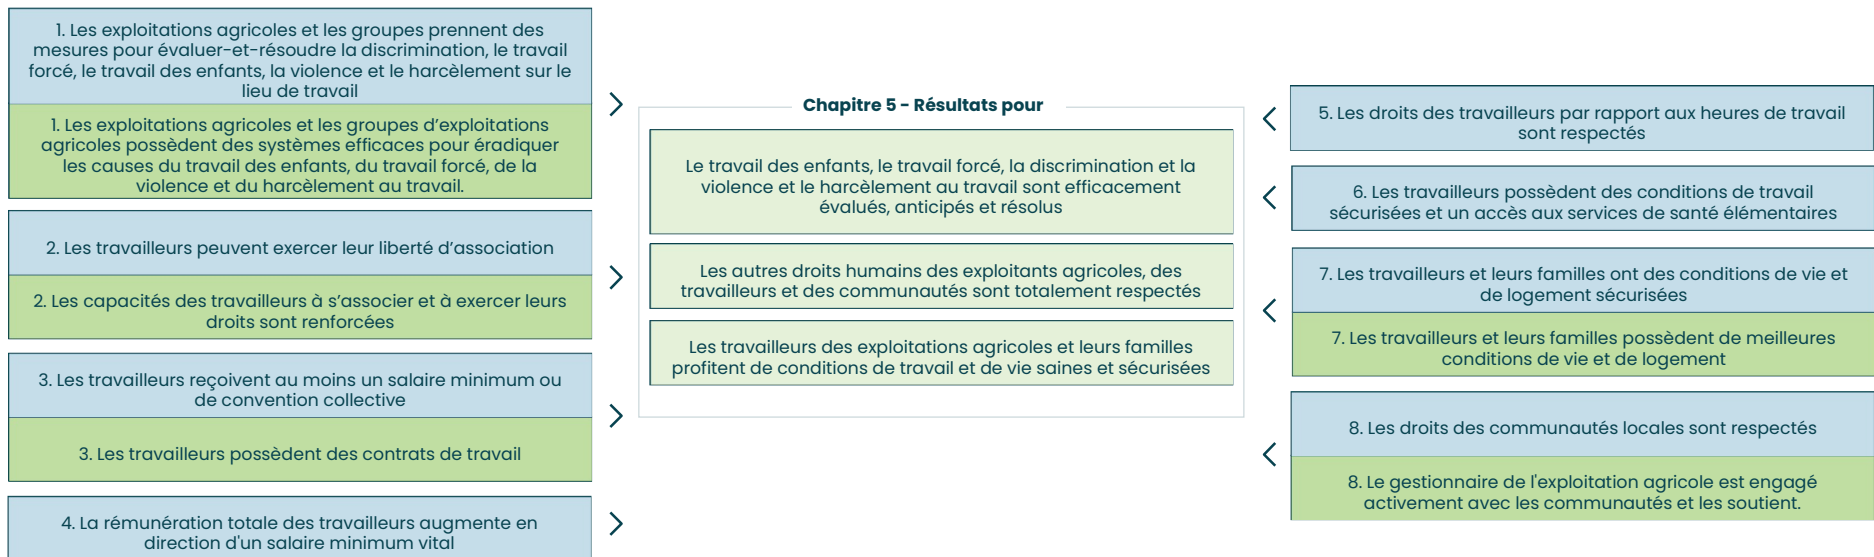 1. Les exploitations agricoles et les groupes prennent des
mesures pour évaluer-et-résoudre la discrimination, le travail
forcé, le travail des enfants, la violence et le harcèlement sur le
lieu de travail
1. Les exploitations agricoles et les groupes d’exploitations
agricoles possèdent des systèmes efficaces pour éradiquer
les causes du travail des enfants, du travail forcé, de la
violence et du harcèlement au travail.
2. Les travailleurs peuvent exercer leur liberté d’association
2. Les capacités des travailleurs à s’associer et à exercer leurs
droits sont renforcées
3. Les travailleurs reçoivent au moins un salaire minimum ou
de convention collective
3. Les travailleurs possèdent des contrats de travail
4. La rémunération totale des travailleurs augmente en
direction d'un salaire minimum vital
Chapitre 5 - Résultats pour
Le travail des enfants, le travail forcé, la discrimination et la
violence et le harcèlement au travail sont efficacement
évalués, anticipés et résolus
Les autres droits humains des exploitants agricoles, des
travailleurs et des communautés sont totalement respectés
Les travailleurs des exploitations agricoles et leurs familles
profitent de conditions de travail et de vie saines et sécurisées
5. Les droits des travailleurs par rapport aux heures de travail
sont respectés
6. Les travailleurs possèdent des conditions de travail
sécurisées et un accès aux services de santé élémentaires
7. Les travailleurs et leurs familles ont des conditions de vie et
de logement sécurisées
7. Les travailleurs et leurs familles possèdent de meilleures
conditions de vie et de logement
8. Les droits des communautés locales sont respectés
8. Le gestionnaire de l'exploitation agricole est engagé
activement avec les communautés et les soutient.